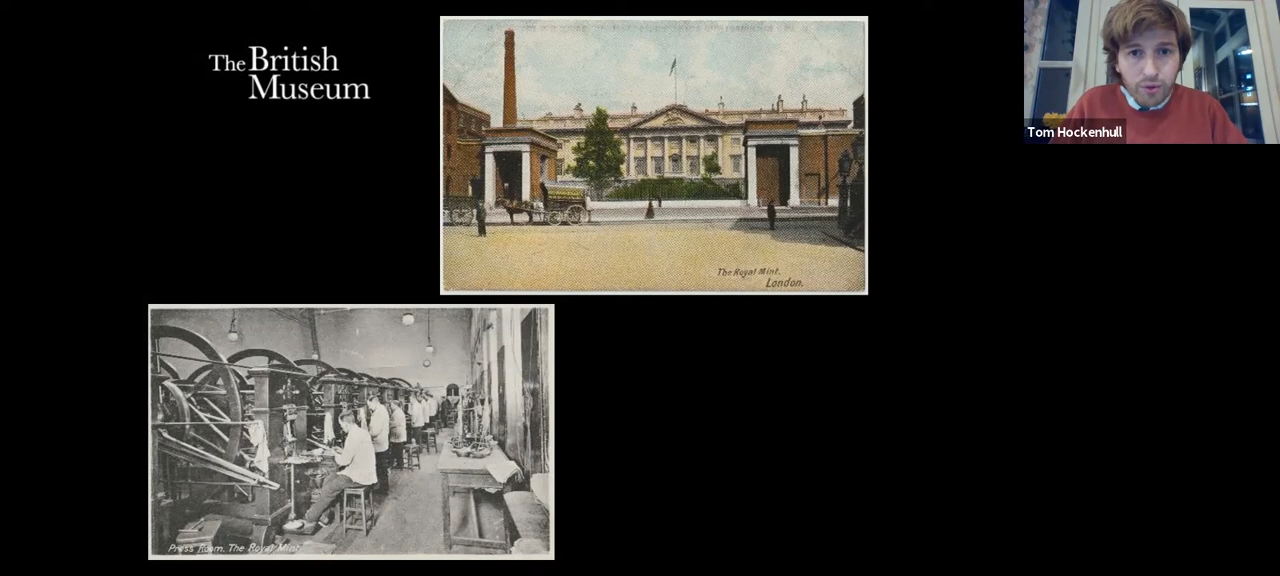 The British
Museum
The Royal Mint.
London.
Tom Hockenhull
Press Room. The Royal Mint